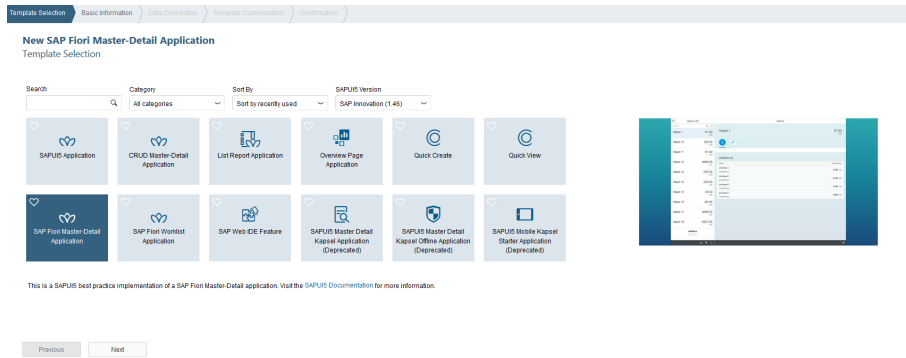 Template Selection Basic Information Data Connection Template Customization Confirmation
New SAP Fiori Master-Detail Application
Template Selection
Search Category Sort By SAPUI5 Version
All categories Sort by recently used SAP Innovation (1.46)
SAPUI5 Application
CRUD Master-Detail
Application
List Report Application
Overview Page
Application
Quick Create
Quick View
SAP Fiori Master-Detail
Application
SAP Fiori Worklist
Application
SAP Web IDE Feature
SAPUI5 Master Detail
Kapsel Application
(Deprecated)
SAPUI5 Master Detail
Kapsel Offline Application
(Deprecated)
SAPUI5 Mobile Kapsel
Starter Application
(Deprecated)
This is a SAPUI5 best practice implementation of a SAP Fiori Master-Detail application. Visit the SAPUI5 Documentation for more information.
Previous Next